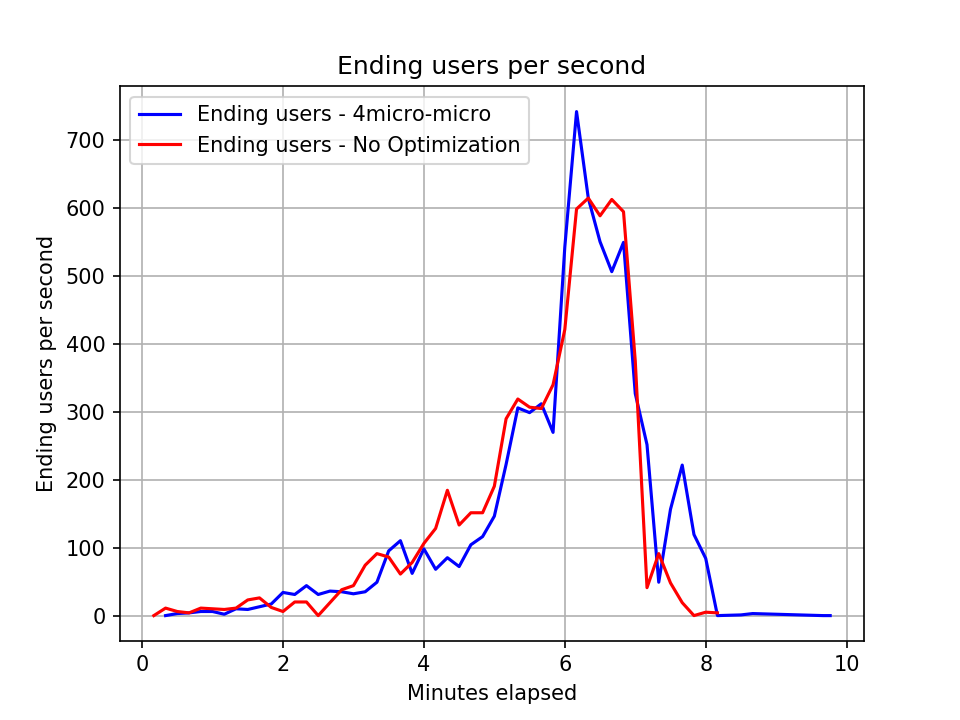 Ending users per second
Ending users - 4micro-micro
Ending users - No Optimization
Ending users per second
700
600
500
400
300
200
100
0
0 2 4 6 8 10
Minutes elapsed